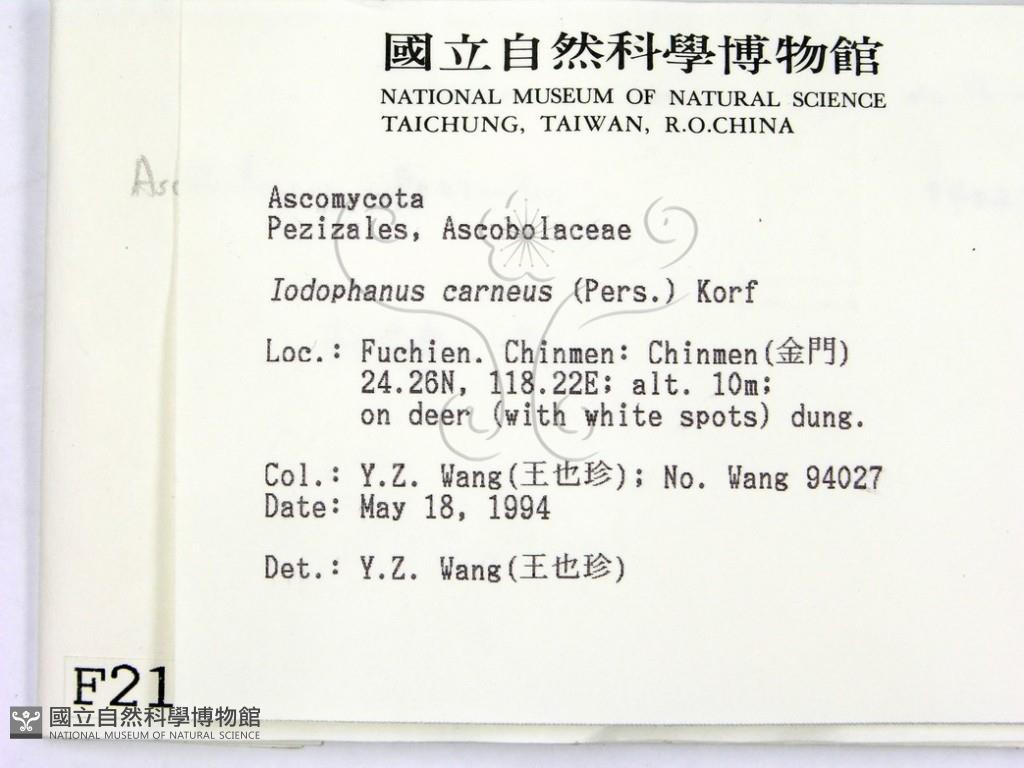 國立自然科學博物館
NATIONAL MUSEUM OF NATURAL SCIENCE
TAICHUNG, TAIWAN, R.O.CHINA
Asc
Ascomycota
Pezizales, Ascobolaceae
Iodophanus carneus (Pers.) Korf
Loc.: Fuchien. Chinmen: Chinmen(金門)
24.26N, 118.22E; alt. 10m;
on deer (with white spots) dung.
Col.: Y.Z. Wang(王也珍); No. Wang 94027
Date: May 18, 1994
Det.: Y.Z. Wang(王也珍)
F21
國立自然科學博物館
NATIONAL MUSEUM OF NATURAL SCIENCE